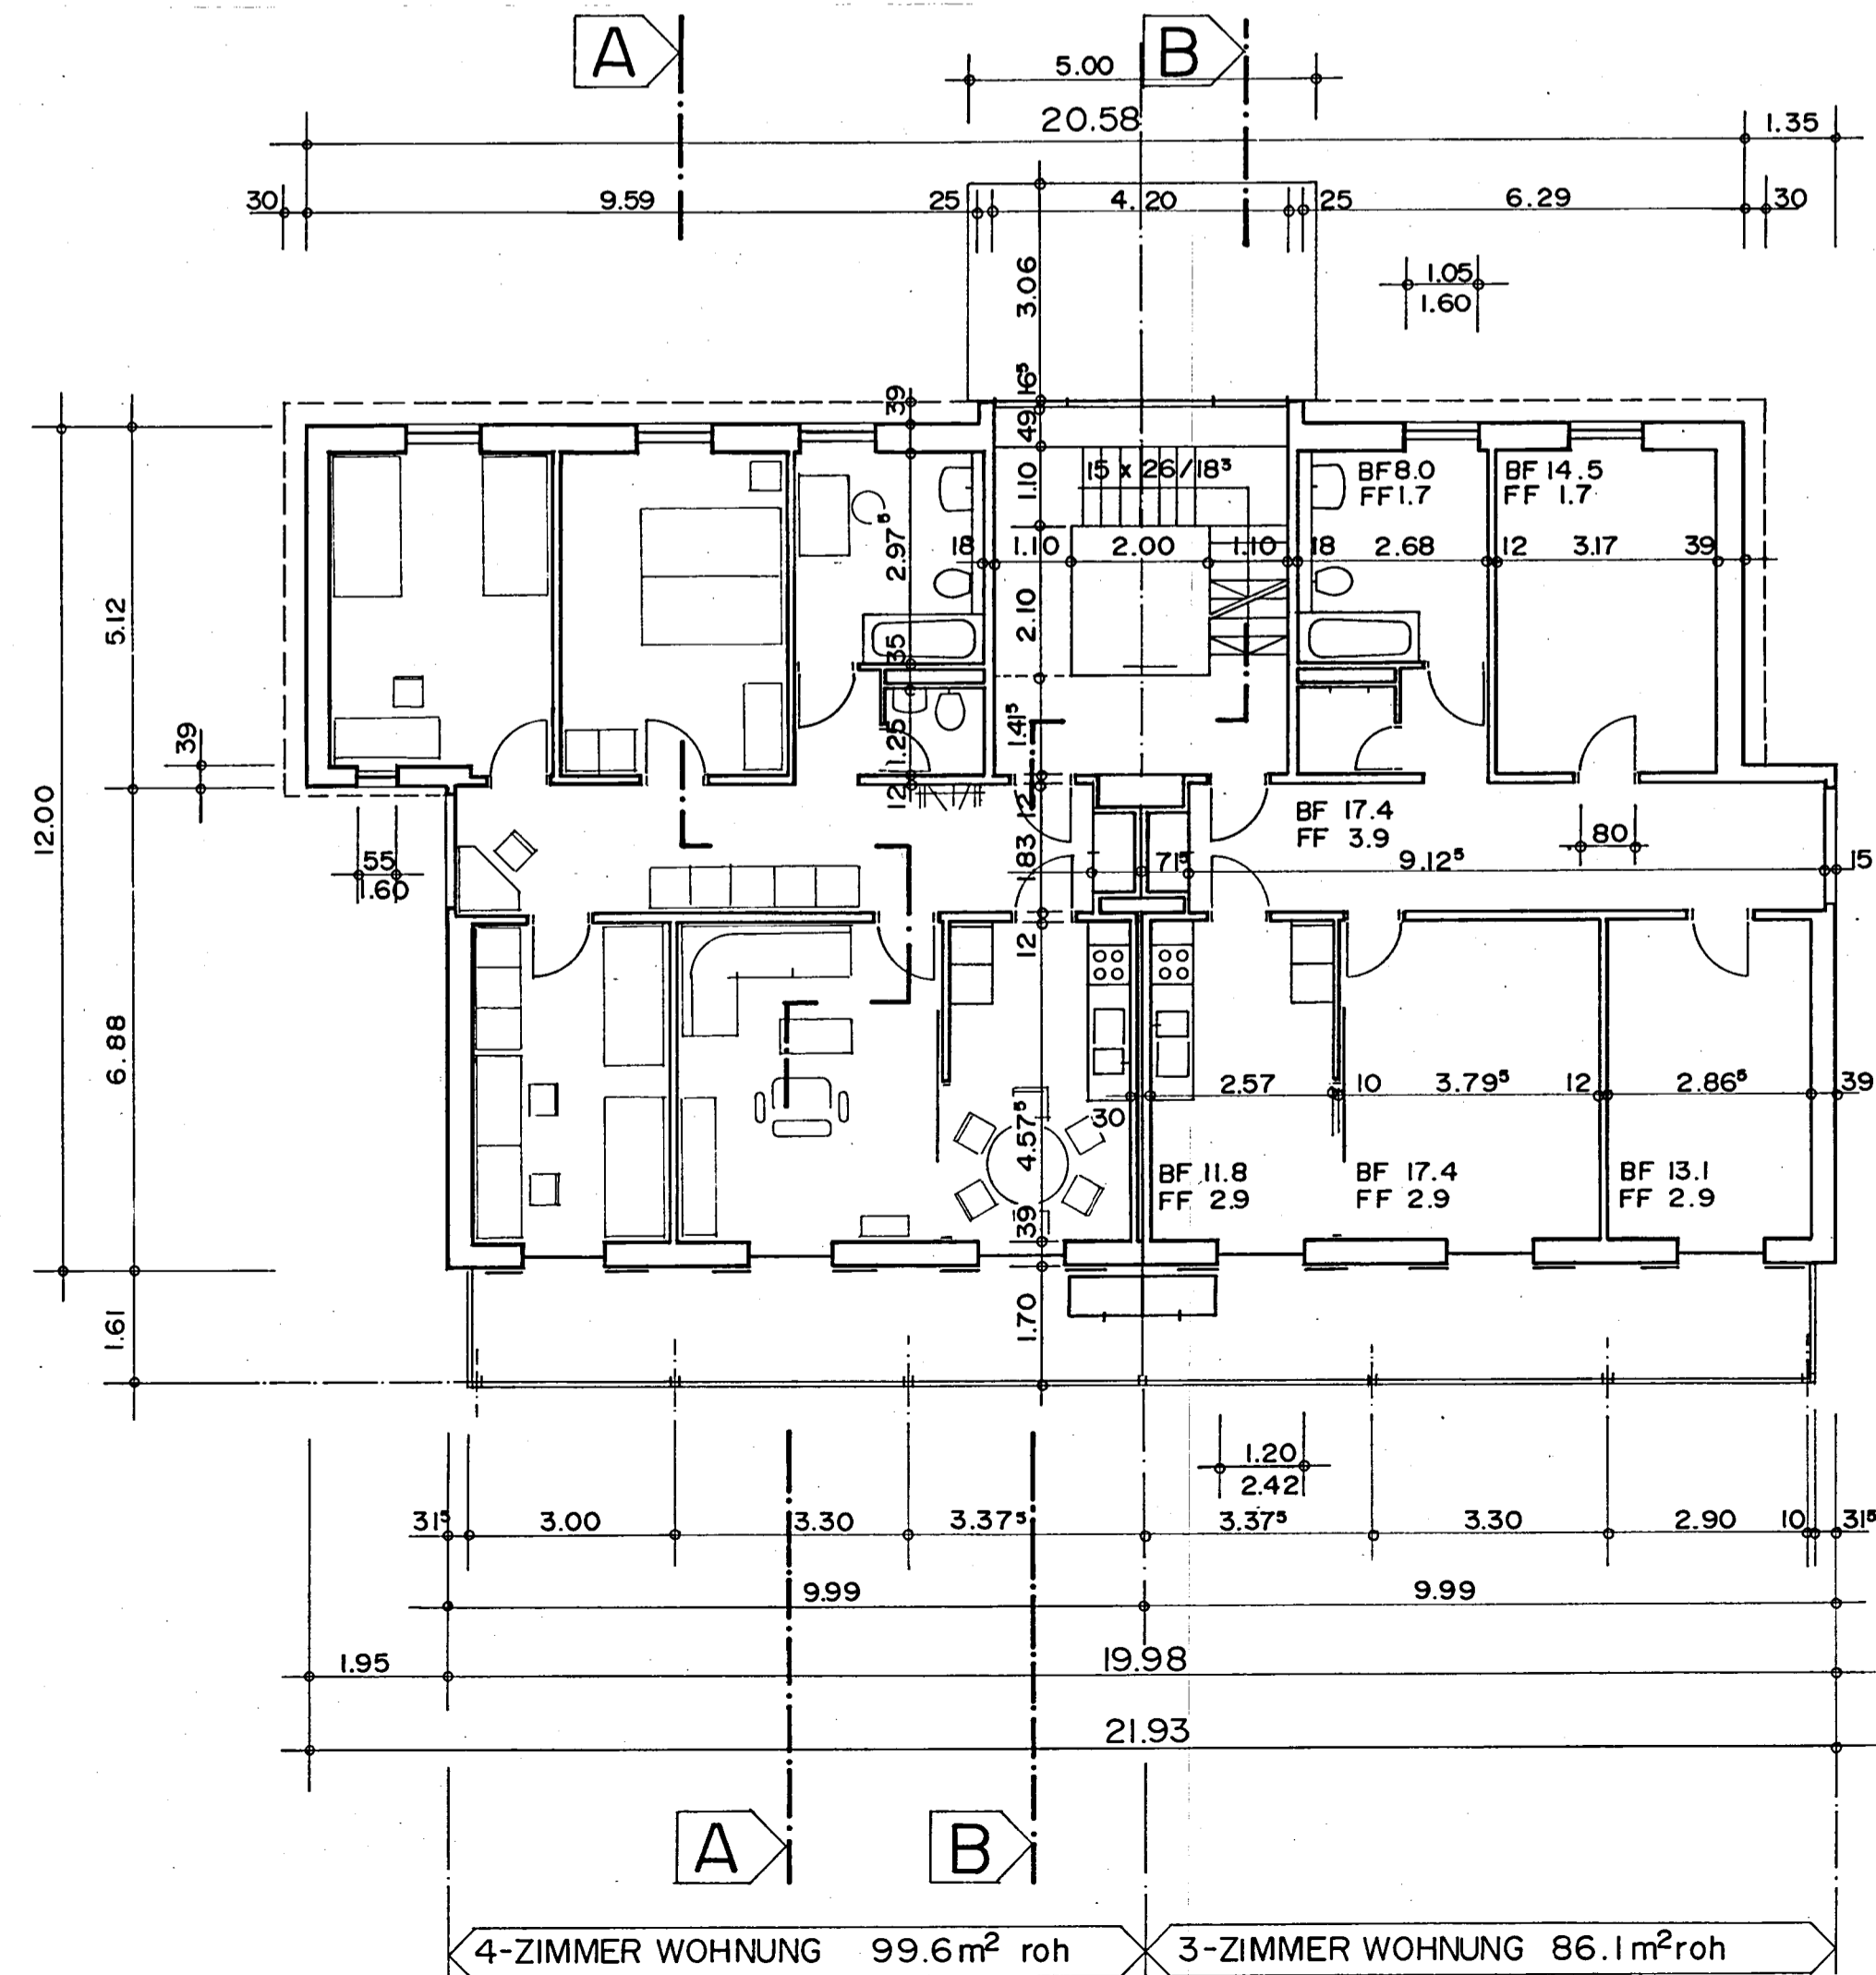 A B
5.00
20.58 1.35
30 9.59 25 4.20 25 6.29 30
3.06
1.05
1.60
16⁵
39
49
15 x 26/18³
BF 8.0
FF 1.7
BF 14.5
FF 1.7
1.10
2.97⁵
18 1.10 2.00 1.10 18 2.68 12 3.17 39
5.12
2.10
35
39
1.25
1.41⁵
12
12
BF 17.4
FF 3.9
80
12.00
55
1.60
1.83
71⁵
9.12⁵
15
12
6.88
2.57 10 3.79⁵ 12 2.86⁵ 39
30
4.57⁵
BF 11.8
FF 2.9
BF 17.4
FF 2.9
BF 13.1
FF 2.9
39
1.61
1.70
1.20
2.42
31⁵ 3.00 3.30 3.37⁵ 3.37⁵ 3.30 2.90 10 31⁵
9.99 9.99
1.95 19.98
21.93
A B
4-ZIMMER WOHNUNG 99.6m² roh
3-ZIMMER WOHNUNG 86.1m² roh